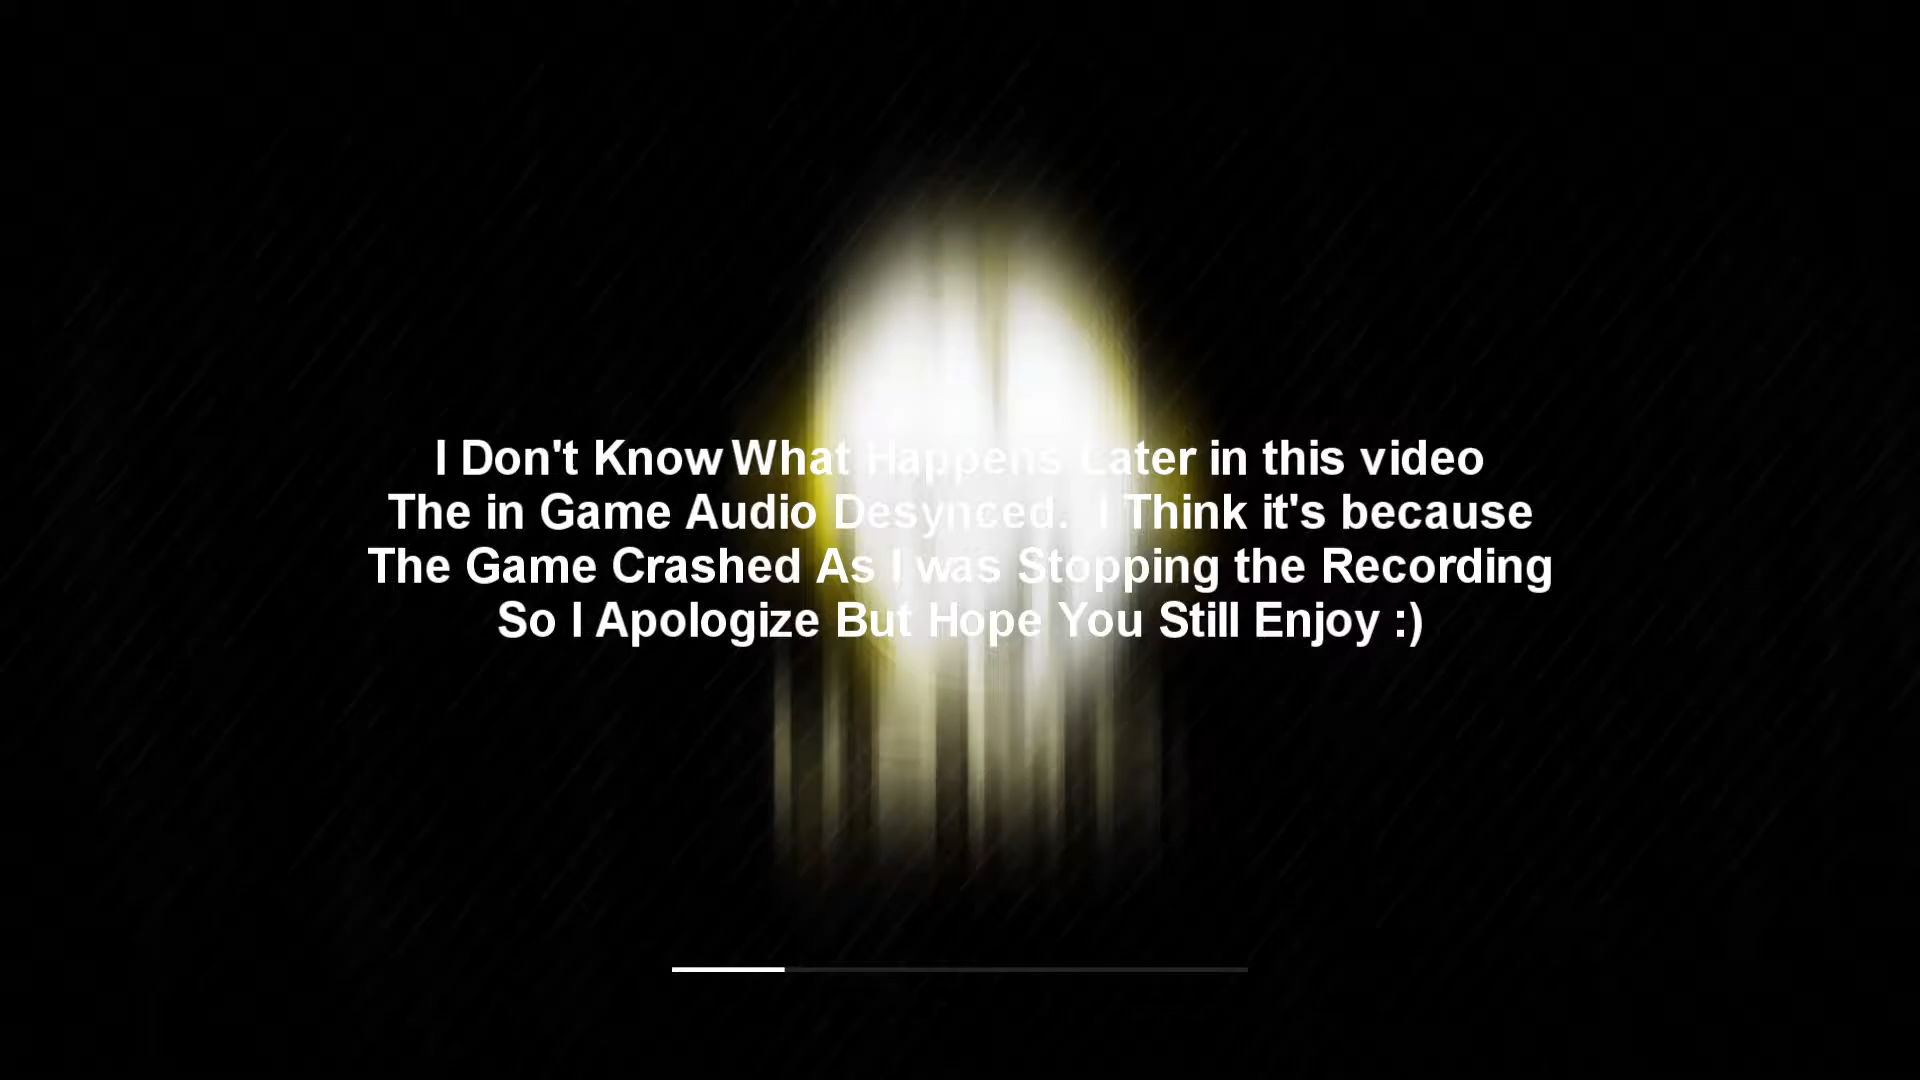 I Don't Know What Happens Later in this video
The in Game Audio Desynced.  I Think it's because
The Game Crashed As I was Stopping the Recording
So I Apologize But Hope You Still Enjoy :)